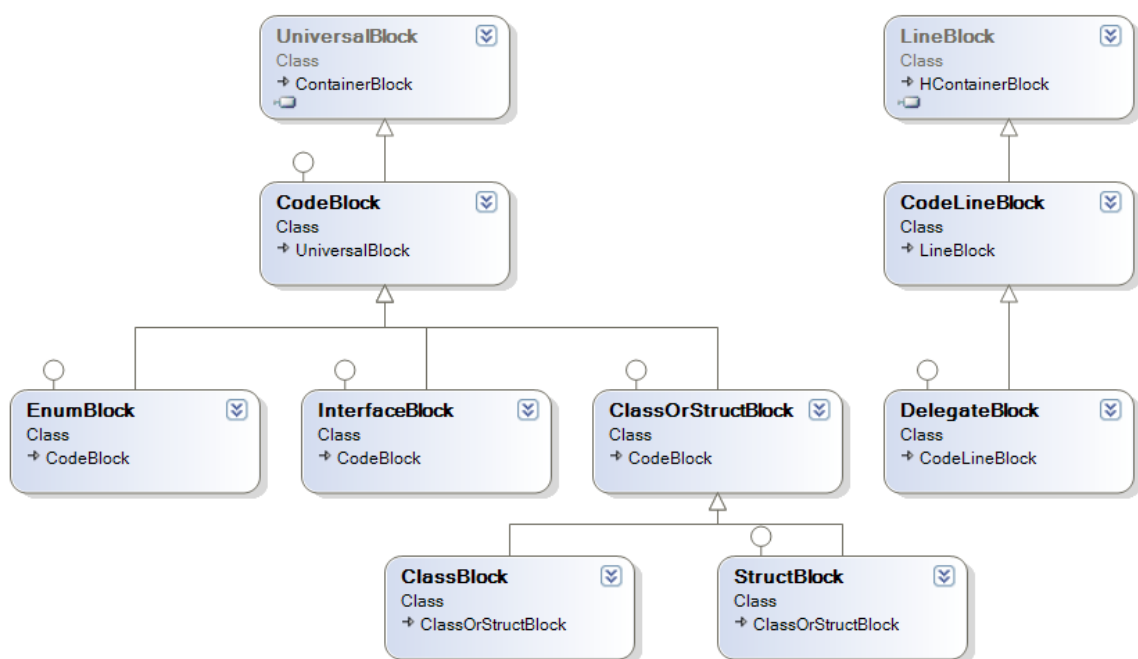 UniversalBlock
Class
ContainerBlock
LineBlock
Class
HContainerBlock
CodeBlock
Class
UniversalBlock
CodeLineBlock
Class
LineBlock
EnumBlock
Class
CodeBlock
InterfaceBlock
Class
CodeBlock
ClassOrStructBlock
Class
CodeBlock
DelegateBlock
Class
CodeLineBlock
ClassBlock
Class
ClassOrStructBlock
StructBlock
Class
ClassOrStructBlock